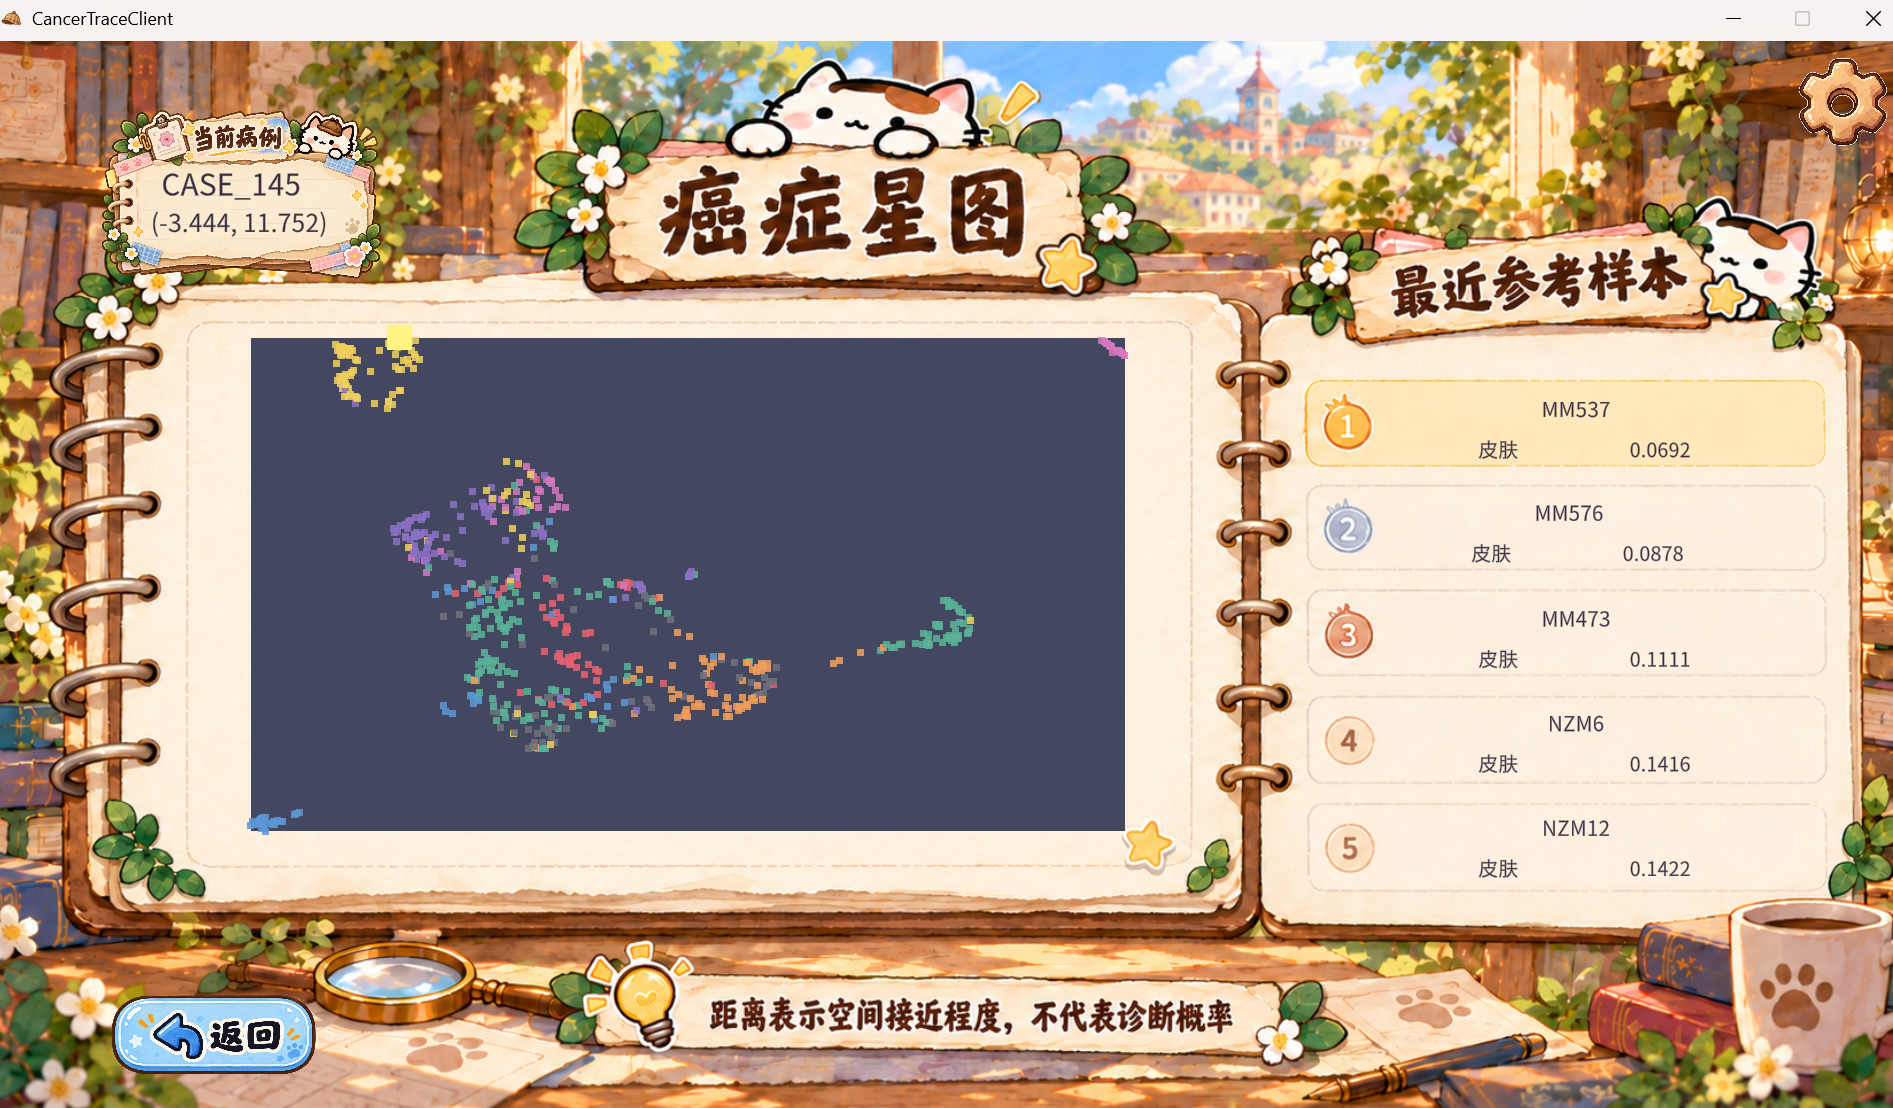 CancerTraceClient
当前病例
CASE_145
(-3.444, 11.752)
癌症星图
最近参考样本
1
MM537
皮肤 0.0692
2
MM576
皮肤 0.0878
3
MM473
皮肤 0.1111
4
NZM6
皮肤 0.1416
5
NZM12
皮肤 0.1422
返回
距离表示空间接近程度，不代表诊断概率